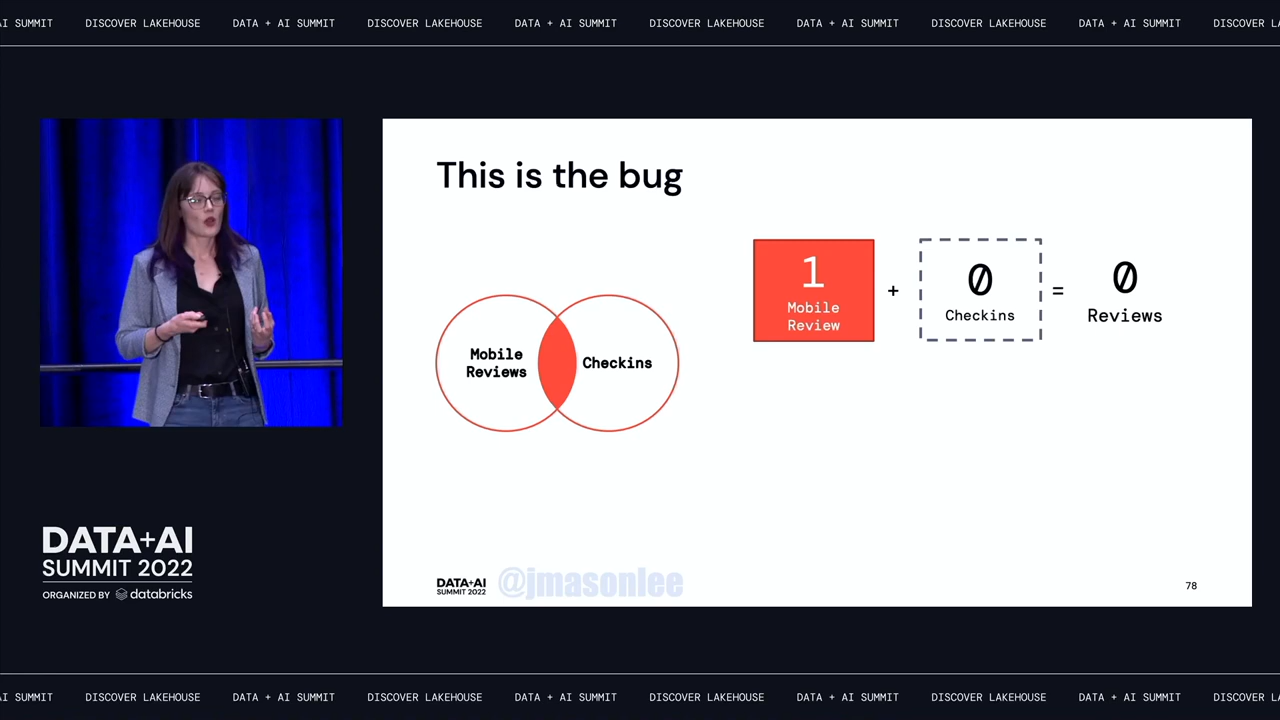 AI SUMMIT DISCOVER LAKEHOUSE DATA + AI SUMMIT DISCOVER LAKEHOUSE DATA + AI SUMMIT DISCOVER LAKEHOUSE DATA + AI SUMMIT DISCOVER LAKEHOUSE DATA + AI SUMMIT DISCOVER
This is the bug
1
Mobile
Review
+
0
Checkins
=
0
Reviews
Mobile
Reviews
Checkins
DATA+AI
SUMMIT 2022
ORGANIZED BY databricks
DATA+AI
SUMMIT 2022
@jmasonlee
78
AI SUMMIT DISCOVER LAKEHOUSE DATA + AI SUMMIT DISCOVER LAKEHOUSE DATA + AI SUMMIT DISCOVER LAKEHOUSE DATA + AI SUMMIT DISCOVER LAKEHOUSE DATA + AI SUMMIT DISCOVER